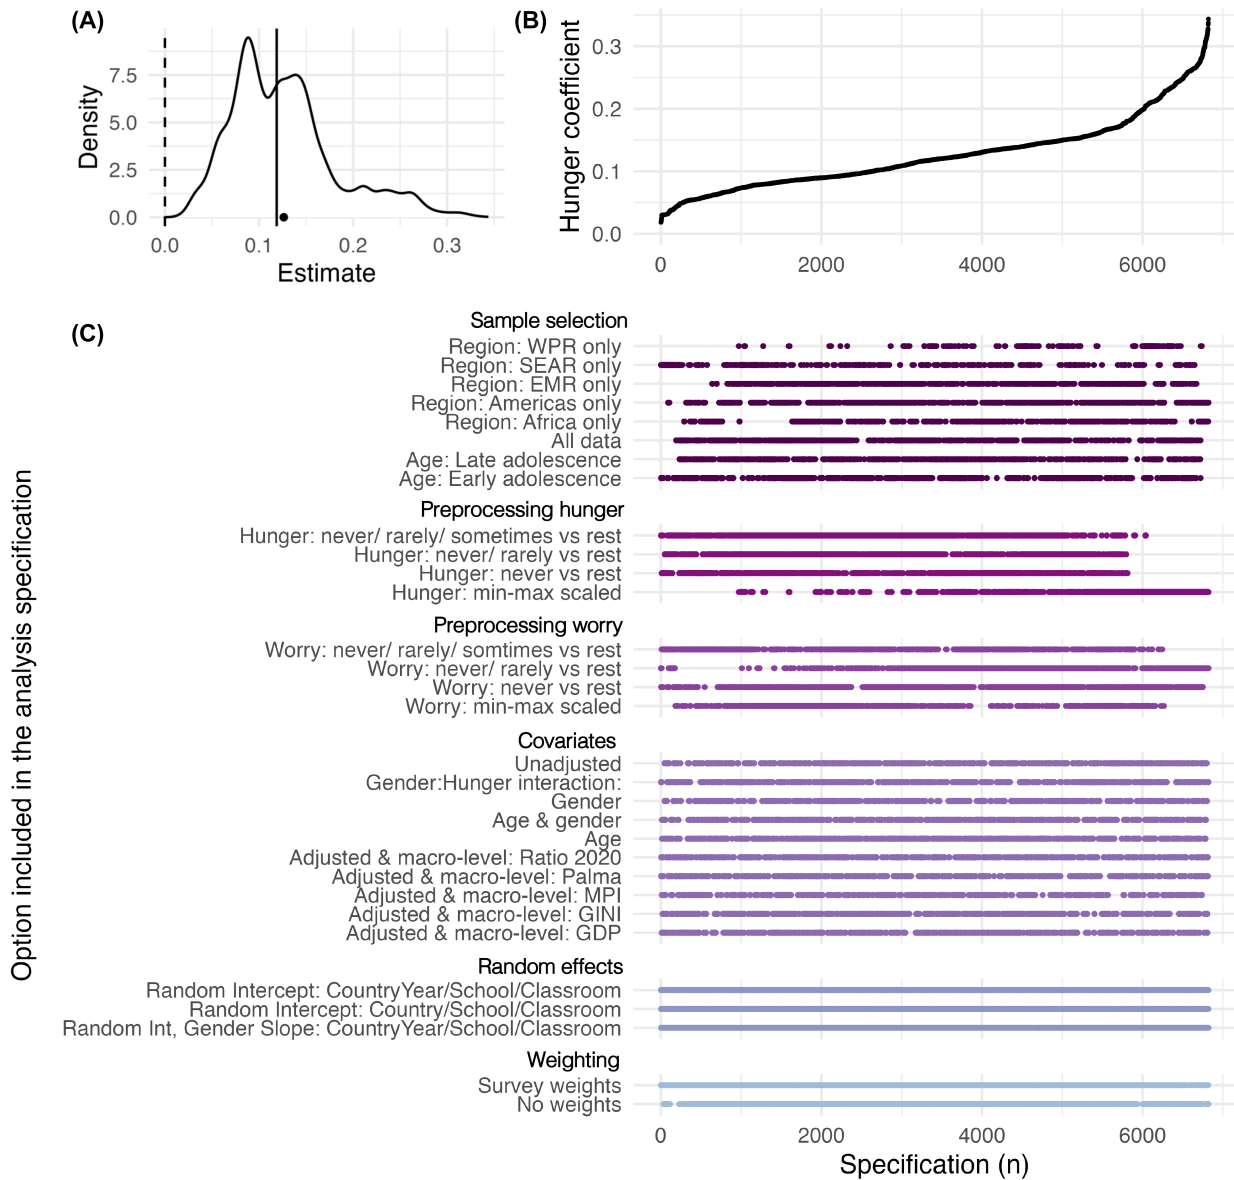 (A)
Density
7.5
5.0
2.5
0.0
0.0 0.1 0.2 0.3
Estimate
(B)
Hunger coefficient
0.3
0.2
0.1
0.0
0 2000 4000 6000
(C)
Option included in the analysis specification
Sample selection
Region: WPR only
Region: SEAR only
Region: EMR only
Region: Americas only
Region: Africa only
All data
Age: Late adolescence
Age: Early adolescence
Preprocessing hunger
Hunger: never/ rarely/ sometimes vs rest
Hunger: never/ rarely vs rest
Hunger: never vs rest
Hunger: min-max scaled
Preprocessing worry
Worry: never/ rarely/ somtimes vs rest
Worry: never/ rarely vs rest
Worry: never vs rest
Worry: min-max scaled
Covariates
Unadjusted
Gender:Hunger interaction:
Gender
Age & gender
Age
Adjusted & macro-level: Ratio 2020
Adjusted & macro-level: Palma
Adjusted & macro-level: MPI
Adjusted & macro-level: GINI
Adjusted & macro-level: GDP
Random effects
Random Intercept: CountryYear/School/Classroom
Random Intercept: Country/School/Classroom
Random Int, Gender Slope: CountryYear/School/Classroom
Weighting
Survey weights
No weights
0 2000 4000 6000
Specification (n)